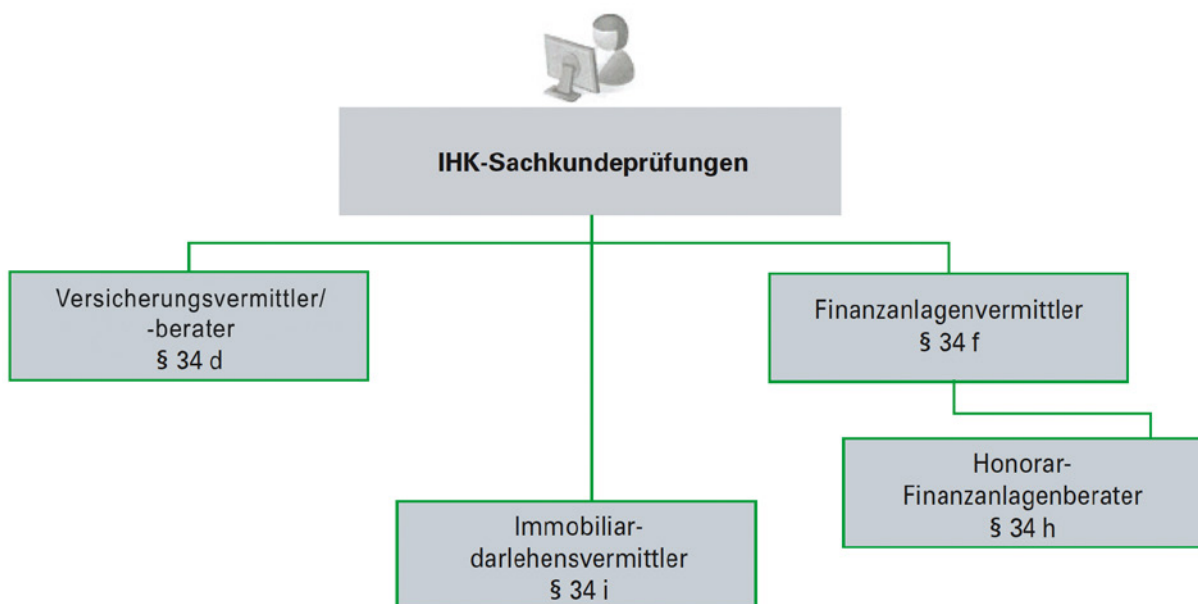 IHK-Sachkundeprüfungen
Versicherungsvermittler/
-berater
§ 34 d
Finanzanlagenvermittler
§ 34 f
Honorar-
Finanzanlagenberater
§ 34 h
Immobiliar-
darlehensvermittler
§ 34 i